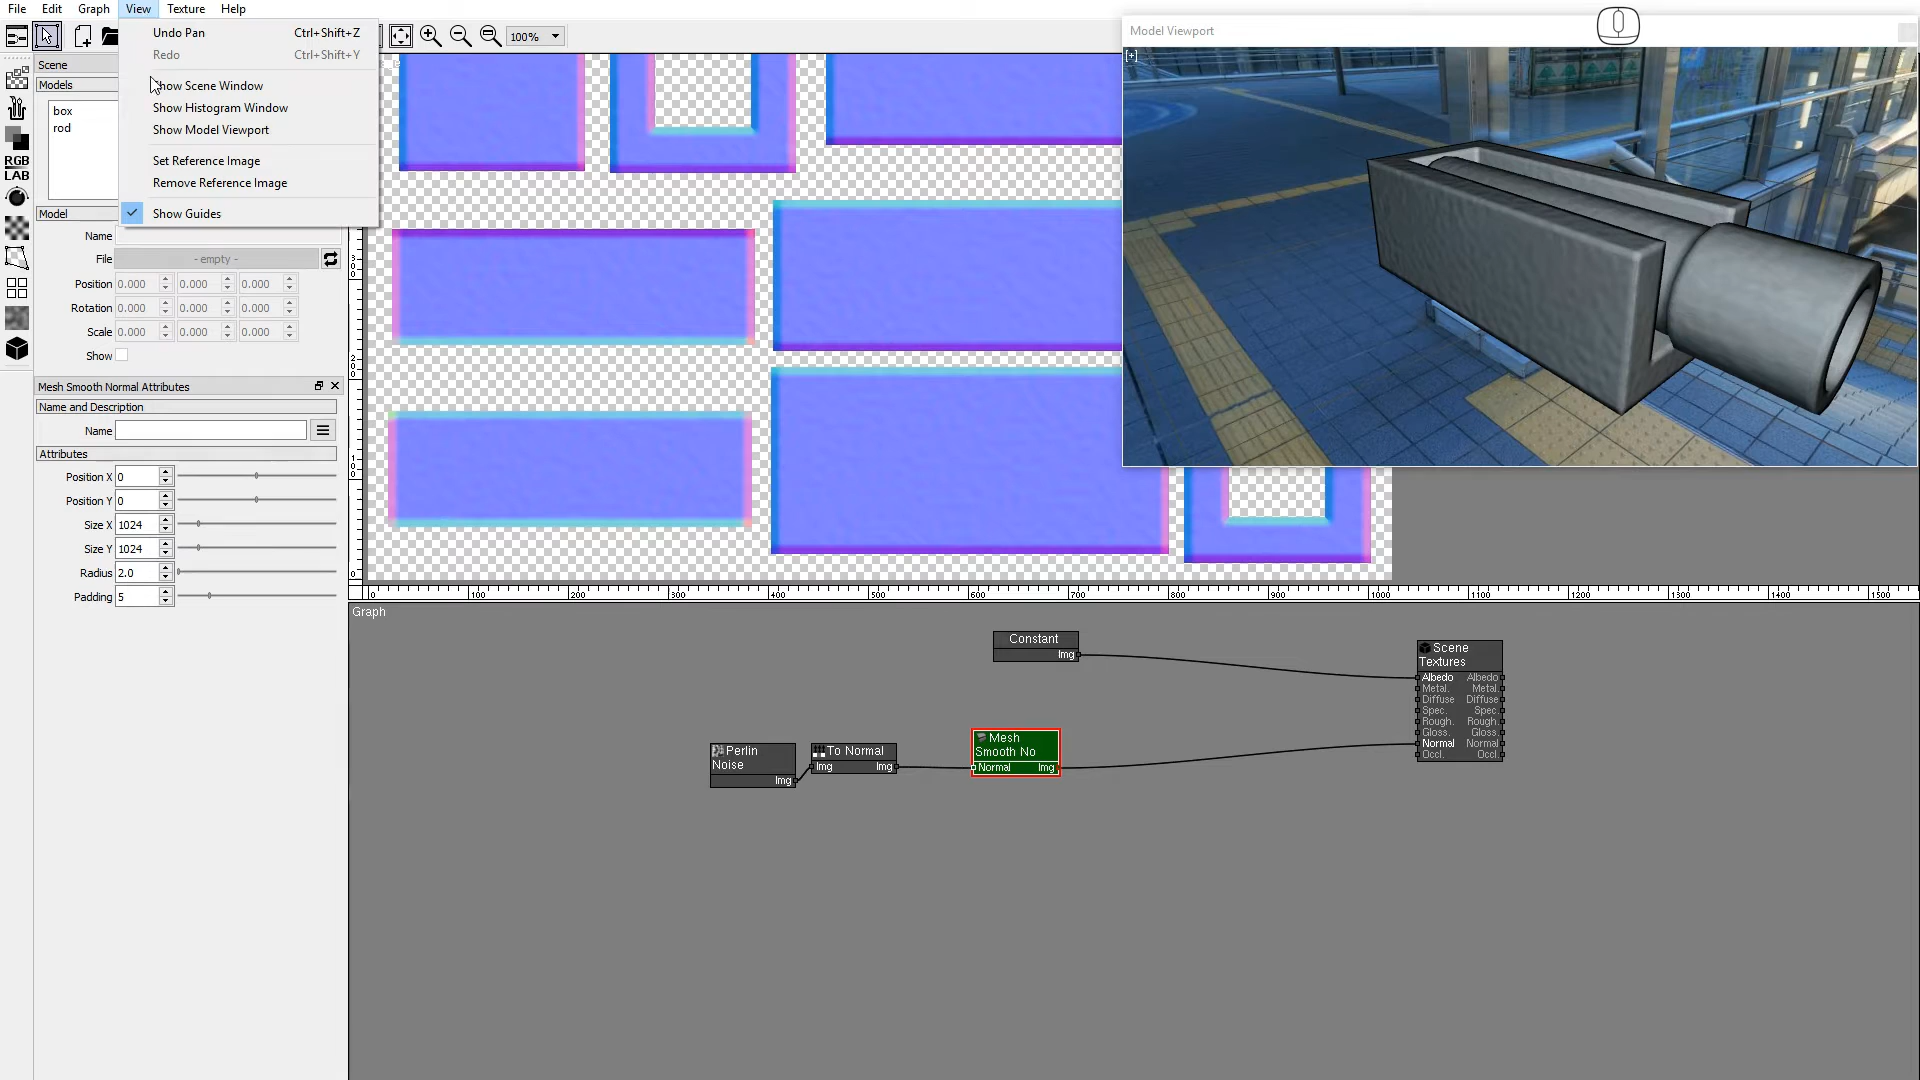 File Edit Graph View Texture Help
Undo Pan Ctrl+Shift+Z
Redo Ctrl+Shift+Y
Show Scene Window
Show Histogram Window
Show Model Viewport
Set Reference Image
Remove Reference Image
Show Guides
100%
Scene
Models
box
rod
RGB
LAB
Model
Name
File - empty -
Position 0.000 0.000 0.000
Rotation 0.000 0.000 0.000
Scale 0.000 0.000 0.000
Show
Mesh Smooth Normal Attributes
Name and Description
Name
Attributes
Position X 0
Position Y 0
Size X 1024
Size Y 1024
Radius 2.0
Padding 5
Model Viewport
[+]
300
200
100
0
0 100 200 300 400 500 600 700 800 900 1000 1100 1200 1300 1400 1500
Graph
Constant
Img
Perlin
Noise
Img
To Normal
Img Img
Mesh
Smooth No
Normal Img
Scene
Textures
Albedo Albedo
Metal. Metal
Diffuse Diffuse
Spec. Spec
Rough. Rough.
Gloss. Gloss
Normal Normal
Occl. Occl